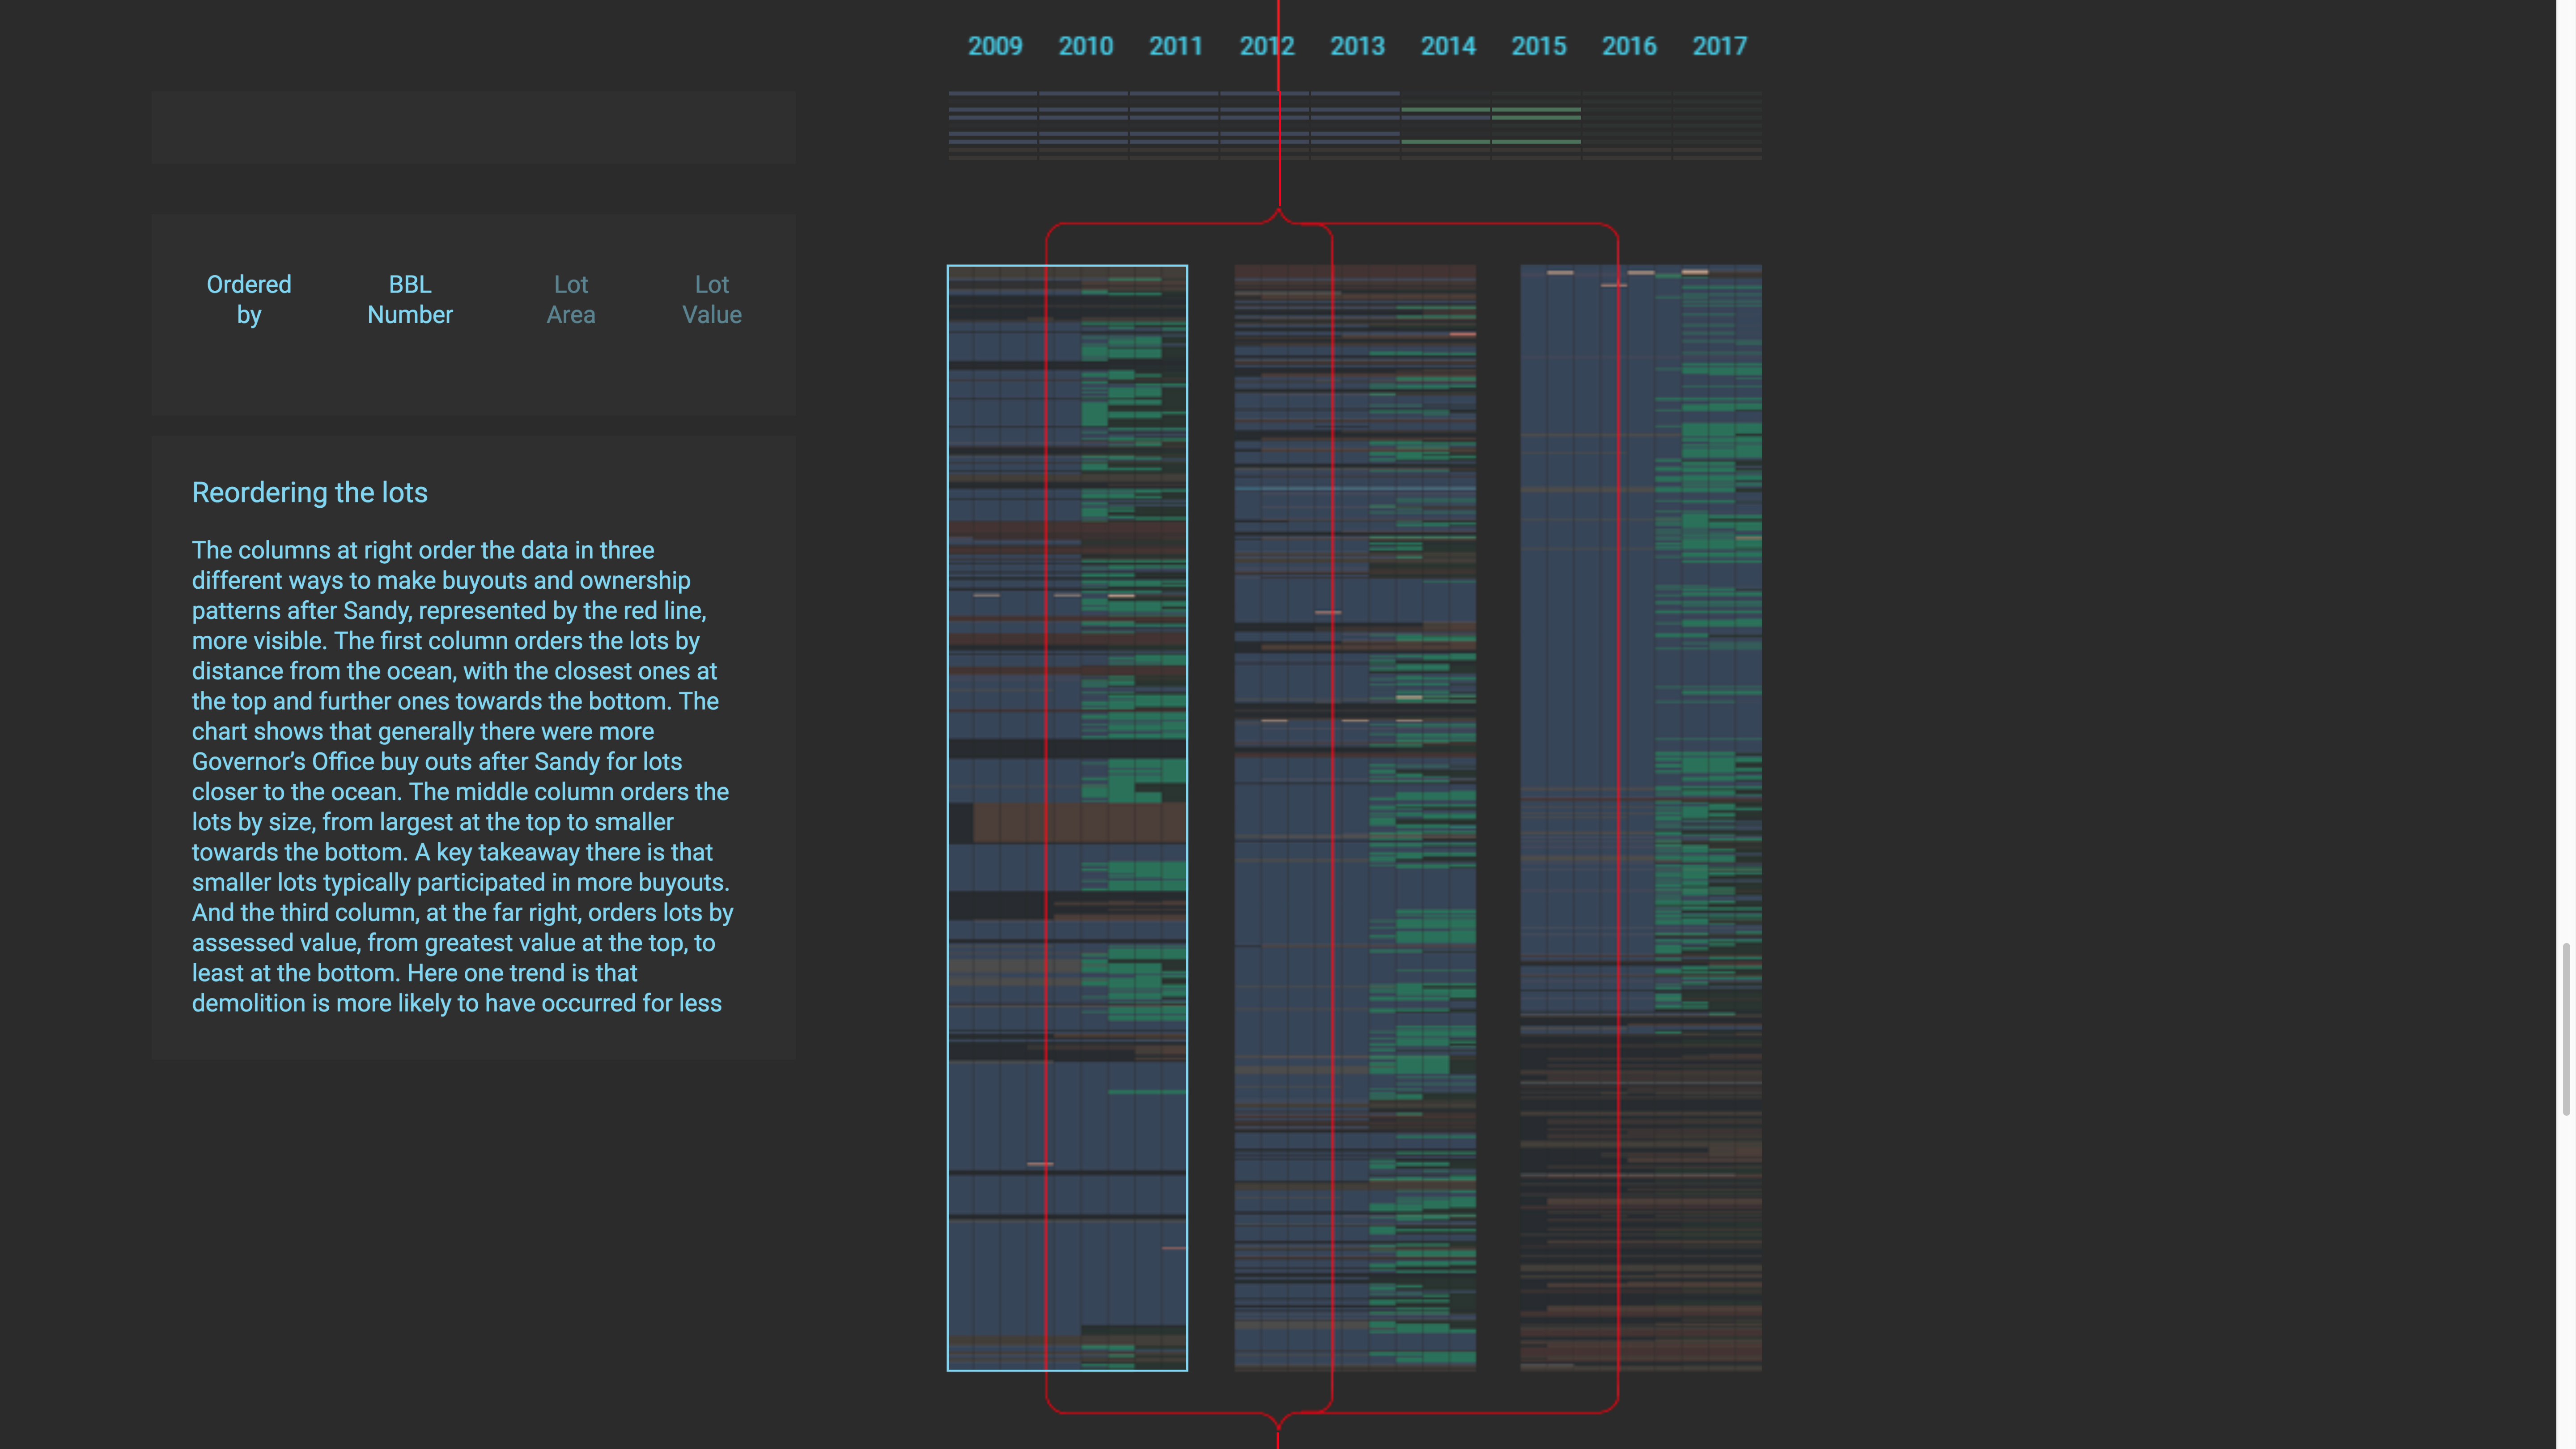 2009 2010 2011 2012 2013 2014 2015 2016 2017
Ordered by
BBL Number
Lot Area
Lot Value
Reordering the lots
The columns at right order the data in three
different ways to make buyouts and ownership
patterns after Sandy, represented by the red line,
more visible. The first column orders the lots by
distance from the ocean, with the closest ones at
the top and further ones towards the bottom. The
chart shows that generally there were more
Governor’s Office buy outs after Sandy for lots
closer to the ocean. The middle column orders the
lots by size, from largest at the top to smaller
towards the bottom. A key takeaway there is that
smaller lots typically participated in more buyouts.
And the third column, at the far right, orders lots by
assessed value, from greatest value at the top, to
least at the bottom. Here one trend is that
demolition is more likely to have occurred for less